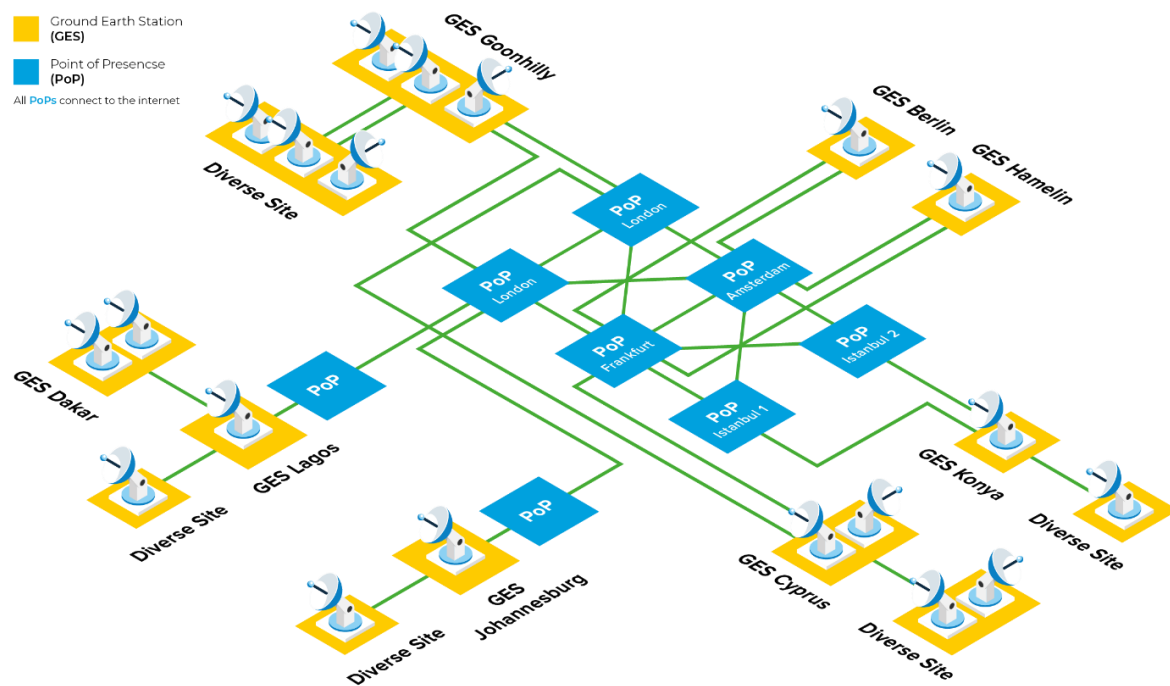 Ground Earth Station
(GES)
Point of Presencse
(PoP)
All PoPs connect to the internet
GES Goonhilly
Diverse Site
GES Berlin
GES Hamelin
PoP
London
PoP
London
PoP
Amsterdam
PoP
Frankfurt
PoP
Istanbul 2
PoP
Istanbul 1
GES Dakar
PoP
GES Lagos
Diverse Site
GES Konya
Diverse Site
PoP
GES
Johannesburg
Diverse Site
GES Cyprus
Diverse Site